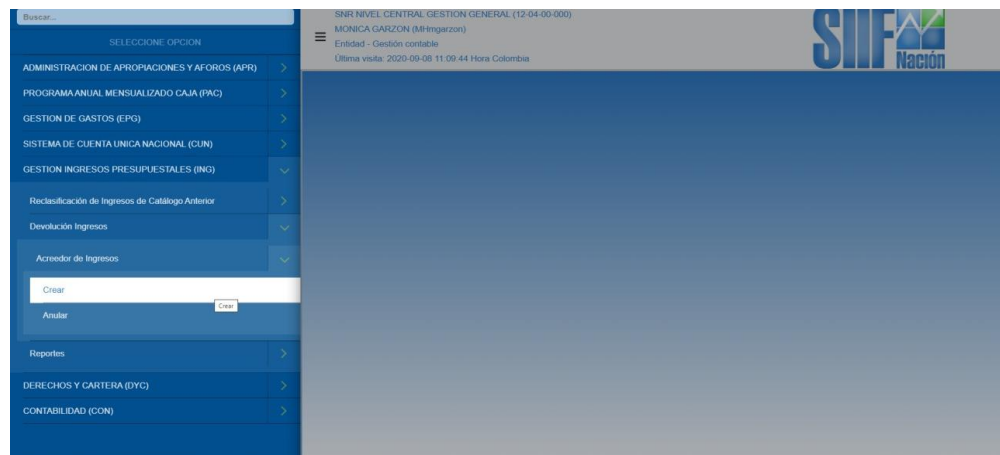 Buscar...
SELECCIONE OPCION
ADMINISTRACION DE APROPIACIONES Y AFOROS (APR)
PROGRAMA ANUAL MENSUALIZADO CAJA (PAC)
GESTION DE GASTOS (EPG)
SISTEMA DE CUENTA UNICA NACIONAL (CUN)
GESTION INGRESOS PRESUPUESTALES (ING)
Reclasificación de Ingresos de Catálogo Anterior
Devolución Ingresos
Acreedor de Ingresos
Crear
Crear
Anular
Reportes
DERECHOS Y CARTERA (DYC)
CONTABILIDAD (CON)
SNR NIVEL CENTRAL GESTION GENERAL (12-04-00-000)
MONICA GARZON (MHmgarzon)
Entidad - Gestión contable
Última visita: 2020-09-08 11:09:44 Hora Colombia
SIIF
Nación